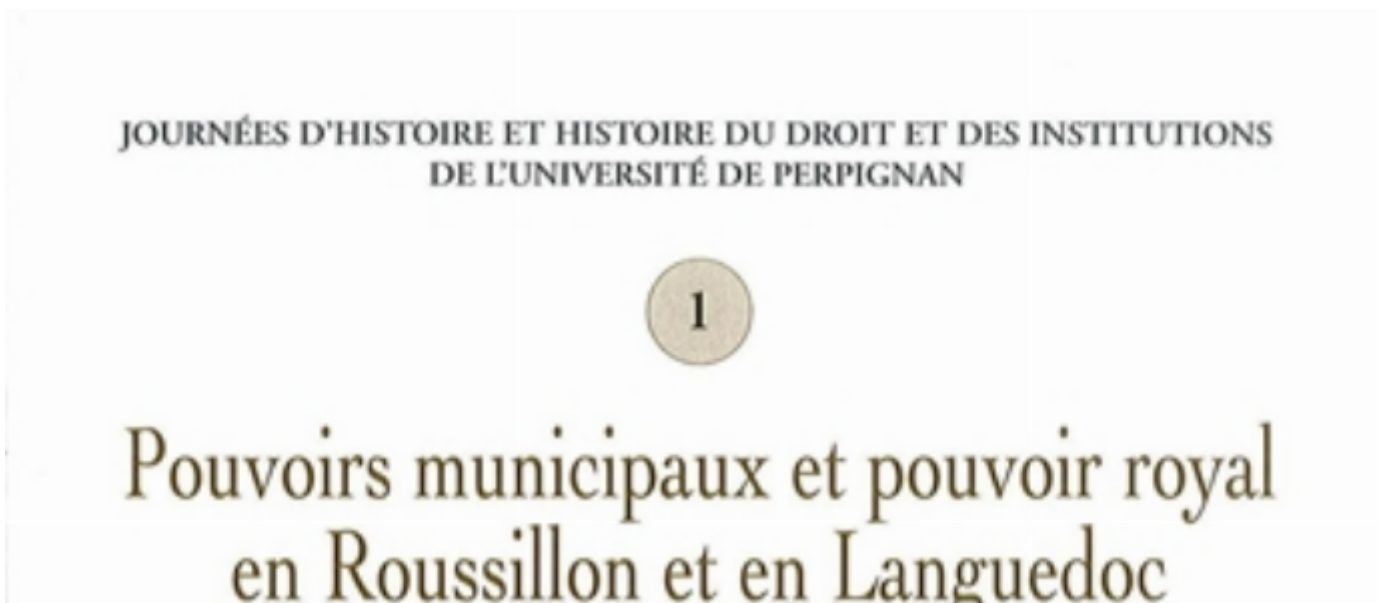 JOURNÉES D'HISTOIRE ET HISTOIRE DU DROIT ET DES INSTITUTIONS
DE L'UNIVERSITÉ DE PERPIGNAN
1
Pouvoirs municipaux et pouvoir royal
en Roussillon et en Languedoc